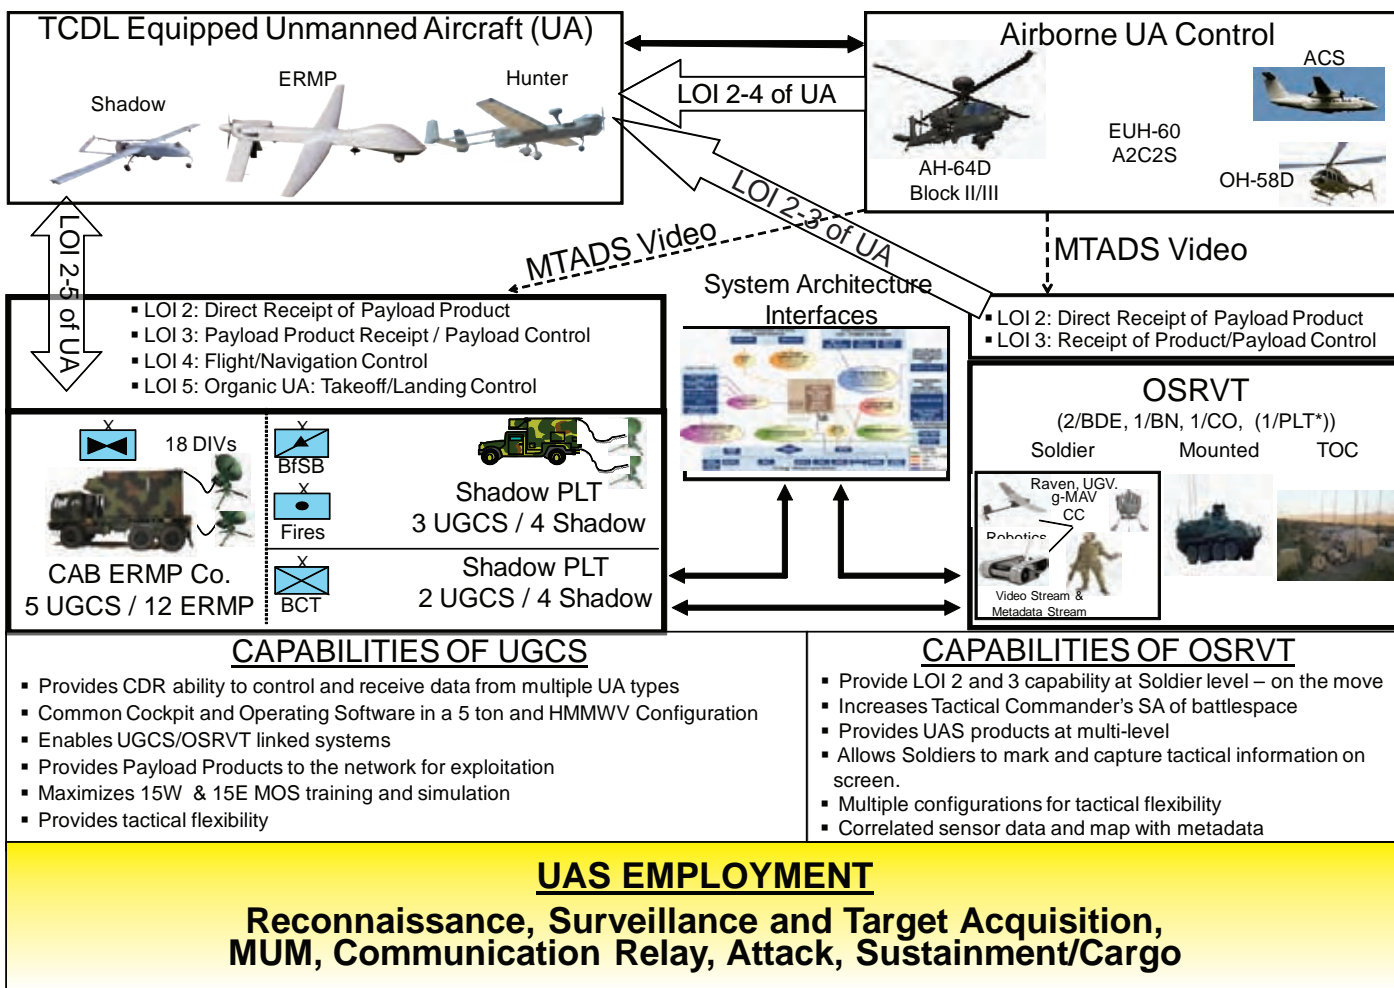 TCDL Equipped Unmanned Aircraft (UA)
Shadow
ERMP
Hunter
Airborne UA Control
ACS
EUH-60
A2C2S
AH-64D
Block II/III
OH-58D
LOI 2-4 of UA
LOI 2-3 of UA
LOI 2-5 of UA
MTADS Video
MTADS Video
System Architecture
Interfaces
▪ LOI 2: Direct Receipt of Payload Product
▪ LOI 3: Payload Product Receipt / Payload Control
▪ LOI 4: Flight/Navigation Control
▪ LOI 5: Organic UA: Takeoff/Landing Control
▪ LOI 2: Direct Receipt of Payload Product
▪ LOI 3: Receipt of Product/Payload Control
X
18 DIVs
CAB ERMP Co.
5 UGCS / 12 ERMP
X
BfSB
X
Fires
X
BCT
Shadow PLT
3 UGCS / 4 Shadow
Shadow PLT
2 UGCS / 4 Shadow
OSRVT
(2/BDE, 1/BN, 1/CO, (1/PLT*))
Soldier
Mounted
TOC
Raven, UGV.
g-MAV
CC
Robotics
Video Stream &
Metadata Stream
CAPABILITIES OF UGCS
▪ Provides CDR ability to control and receive data from multiple UA types
▪ Common Cockpit and Operating Software in a 5 ton and HMMWV Configuration
▪ Enables UGCS/OSRVT linked systems
▪ Provides Payload Products to the network for exploitation
▪ Maximizes 15W & 15E MOS training and simulation
▪ Provides tactical flexibility
CAPABILITIES OF OSRVT
▪ Provide LOI 2 and 3 capability at Soldier level – on the move
▪ Increases Tactical Commander's SA of battlespace
▪ Provides UAS products at multi-level
▪ Allows Soldiers to mark and capture tactical information on
screen.
▪ Multiple configurations for tactical flexibility
▪ Correlated sensor data and map with metadata
UAS EMPLOYMENT
Reconnaissance, Surveillance and Target Acquisition,
MUM, Communication Relay, Attack, Sustainment/Cargo